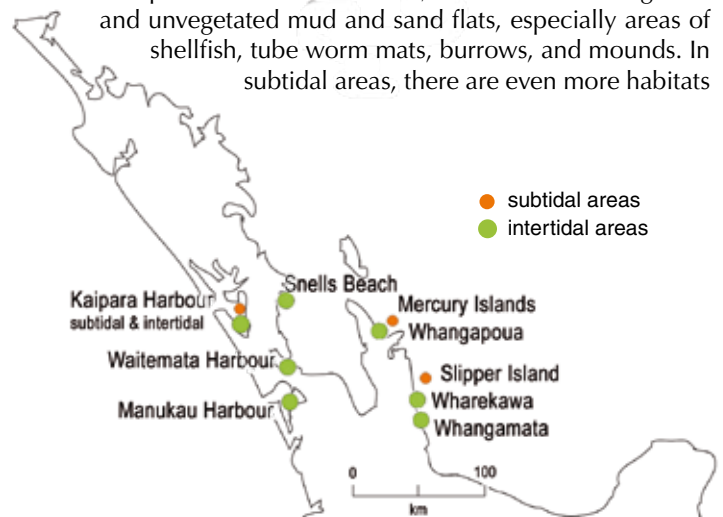 and unvegetated mud and sand flats, especially areas of
shellfish, tube worm mats, burrows, and mounds. In
subtidal areas, there are even more habitats
subtidal areas
intertidal areas
Kaipara Harbour
subtidal & intertidal
Snells Beach
Mercury Islands
Whangapoua
Waitemata Harbour
Slipper Island
Manukau Harbour
Wharekawa
Whangamata
0 100
km